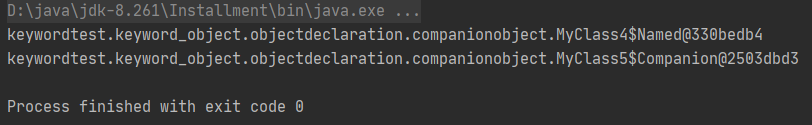 D:\java\jdk-8.261\Installment\bin\java.exe ...
keywordtest.keyword_object.objectdeclaration.companionobject.MyClass4$Named@330bedb4
keywordtest.keyword_object.objectdeclaration.companionobject.MyClass5$Companion@2503dbd3
Process finished with exit code 0